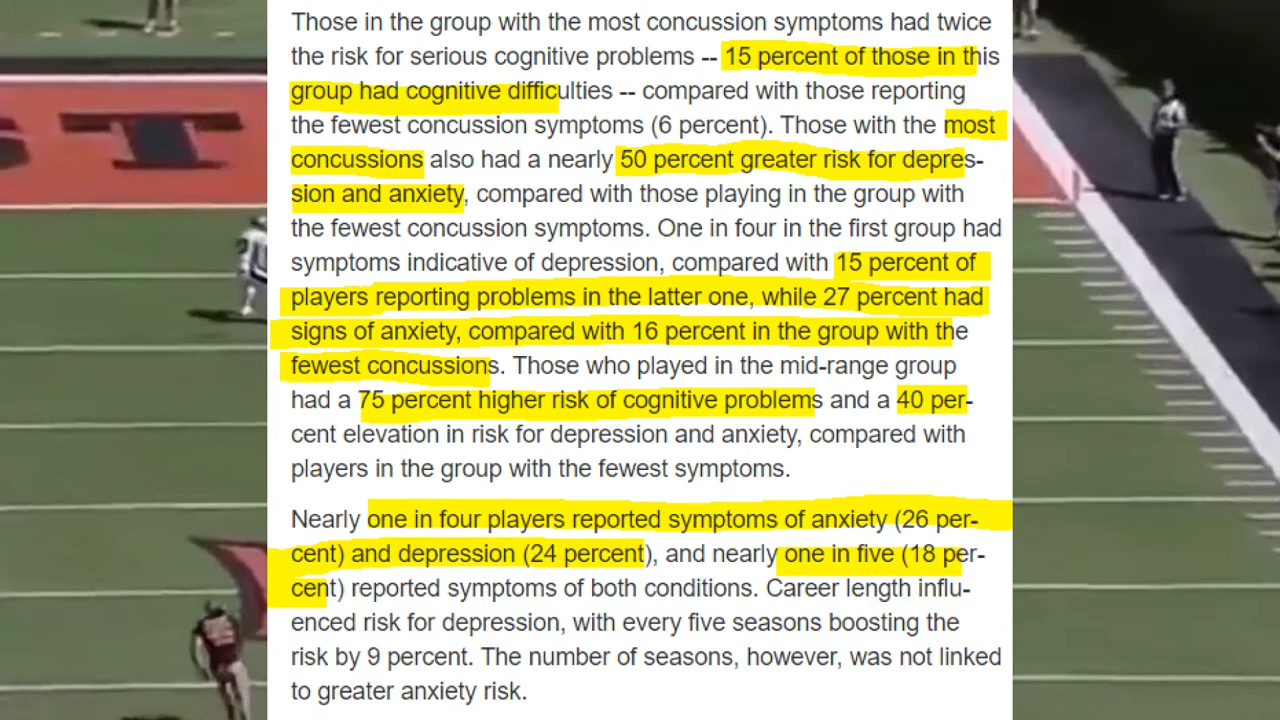 Those in the group with the most concussion symptoms had twice
the risk for serious cognitive problems -- 15 percent of those in this
group had cognitive difficulties -- compared with those reporting
the fewest concussion symptoms (6 percent). Those with the most
concussions also had a nearly 50 percent greater risk for depres-
sion and anxiety, compared with those playing in the group with
the fewest concussion symptoms. One in four in the first group had
symptoms indicative of depression, compared with 15 percent of
players reporting problems in the latter one, while 27 percent had
signs of anxiety, compared with 16 percent in the group with the
fewest concussions. Those who played in the mid-range group
had a 75 percent higher risk of cognitive problems and a 40 per-
cent elevation in risk for depression and anxiety, compared with
players in the group with the fewest symptoms.
Nearly one in four players reported symptoms of anxiety (26 per-
cent) and depression (24 percent), and nearly one in five (18 per-
cent) reported symptoms of both conditions. Career length influ-
enced risk for depression, with every five seasons boosting the
risk by 9 percent. The number of seasons, however, was not linked
to greater anxiety risk.